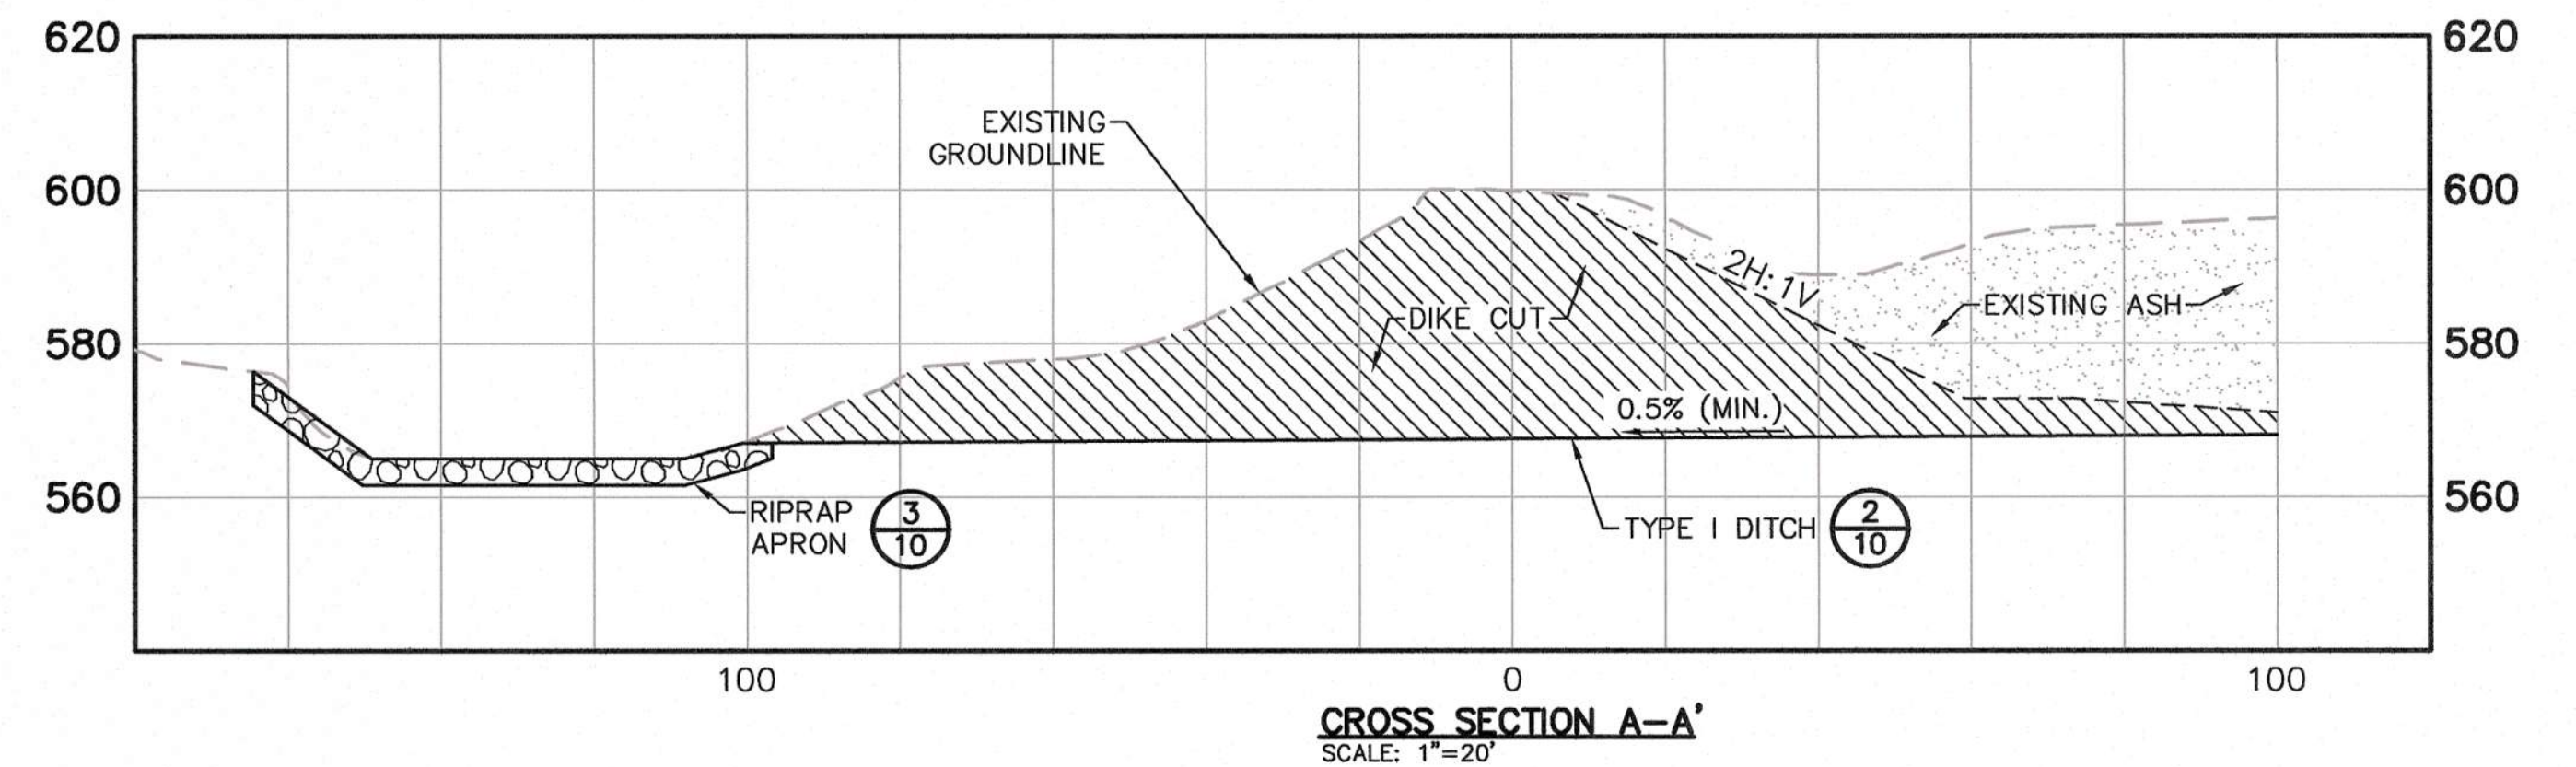 620
620
EXISTING
GROUNDLINE
600
600
2H:1V
EXISTING ASH
DIKE CUT
580
580
0.5% (MIN.)
560
560
RIPRAP
APRON
3
10
TYPE I DITCH
2
10
100
0
100
CROSS SECTION A-A'
SCALE: 1"=20'